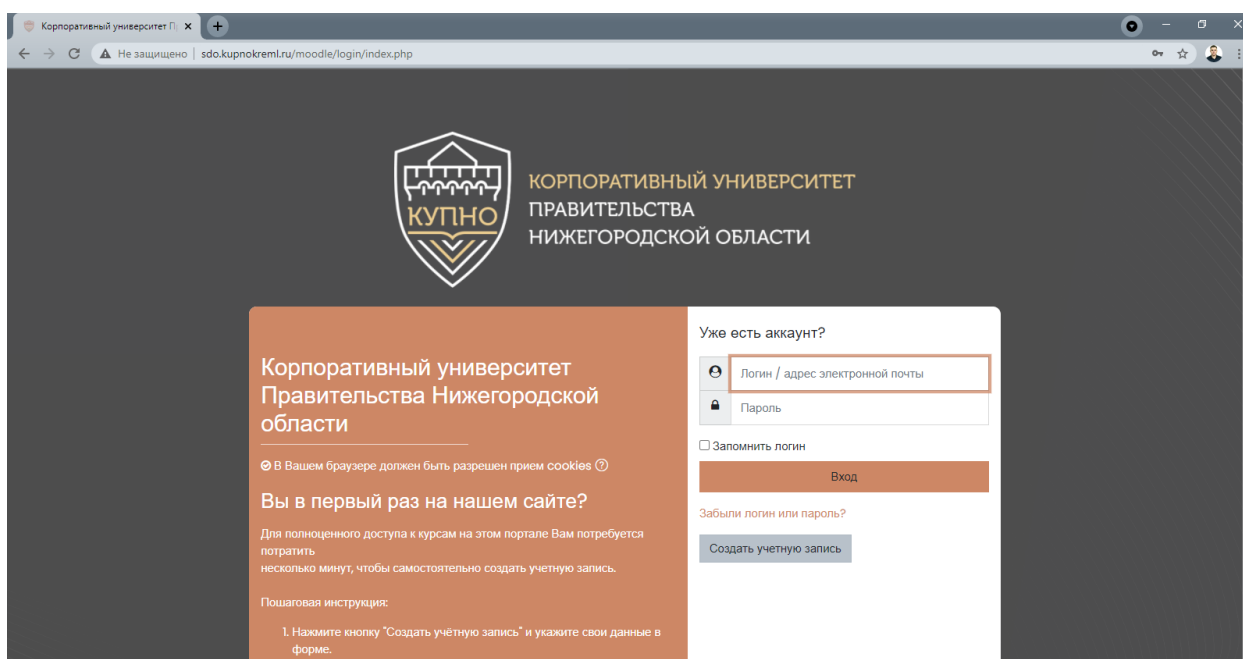 Корпоративный университет П
Не защищено | sdo.kupnokreml.ru/moodle/login/index.php
КУПНО
КОРПОРАТИВНЫЙ УНИВЕРСИТЕТ
ПРАВИТЕЛЬСТВА
НИЖЕГОРОДСКОЙ ОБЛАСТИ
Корпоративный университет
Правительства Нижегородской
области
В Вашем браузере должен быть разрешен прием cookies
Вы в первый раз на нашем сайте?
Для полноценного доступа к курсам на этом портале Вам потребуется
потратить
несколько минут, чтобы самостоятельно создать учетную запись.
Пошаговая инструкция:
1. Нажмите кнопку "Создать учётную запись" и укажите свои данные в
форме.
Уже есть аккаунт?
Логин / адрес электронной почты
Пароль
Запомнить логин
Вход
Забыли логин или пароль?
Создать учетную запись